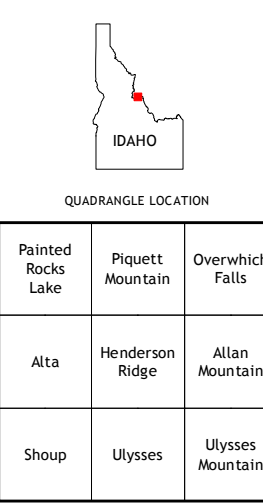 IDAHO
QUADRANGLE LOCATION
Painted
Rocks
Lake
Piquett
Mountain
Overwhich
Falls
Alta
Henderson
Ridge
Allan
Mountain
Shoup
Ulysses
Ulysses
Mountain